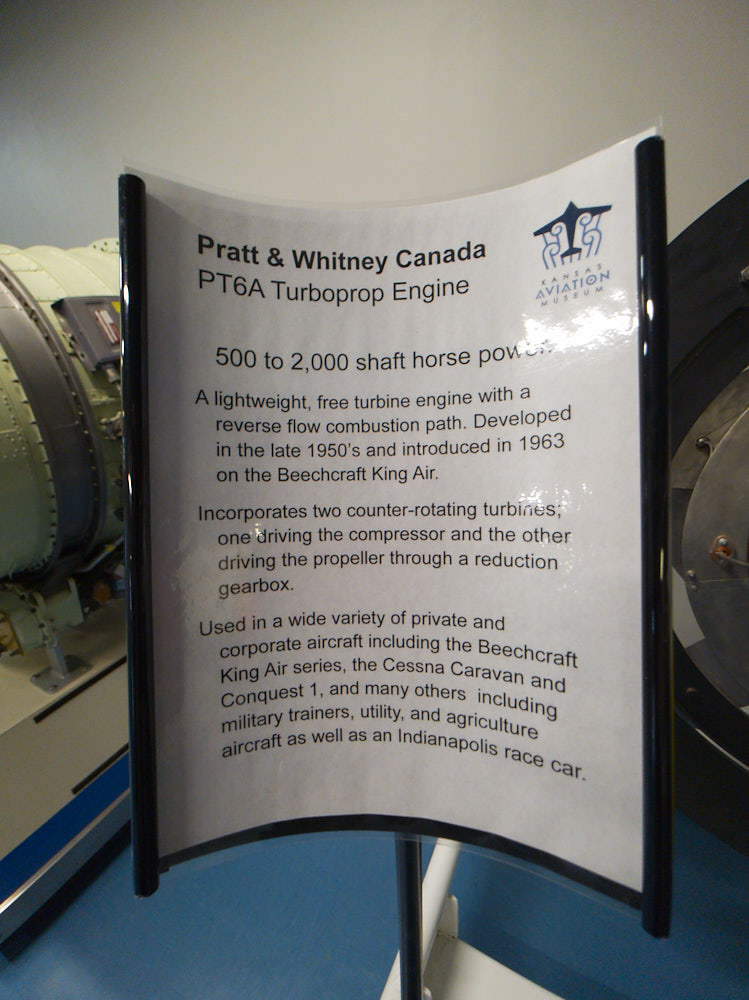 Pratt & Whitney Canada
PT6A Turboprop Engine
KANSAS
AVIATION
MUSEUM
500 to 2,000 shaft horse power.
A lightweight, free turbine engine with a
reverse flow combustion path. Developed
in the late 1950's and introduced in 1963
on the Beechcraft King Air.
Incorporates two counter-rotating turbines;
one driving the compressor and the other
driving the propeller through a reduction
gearbox.
Used in a wide variety of private and
corporate aircraft including the Beechcraft
King Air series, the Cessna Caravan and
Conquest 1, and many others including
military trainers, utility, and agriculture
aircraft as well as an Indianapolis race car.